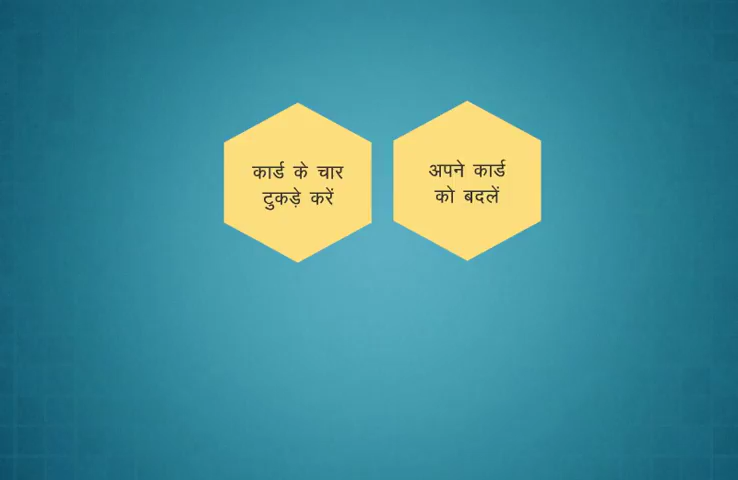 कार्ड के चार
टुकड़े करें
अपने कार्ड
को बदलें